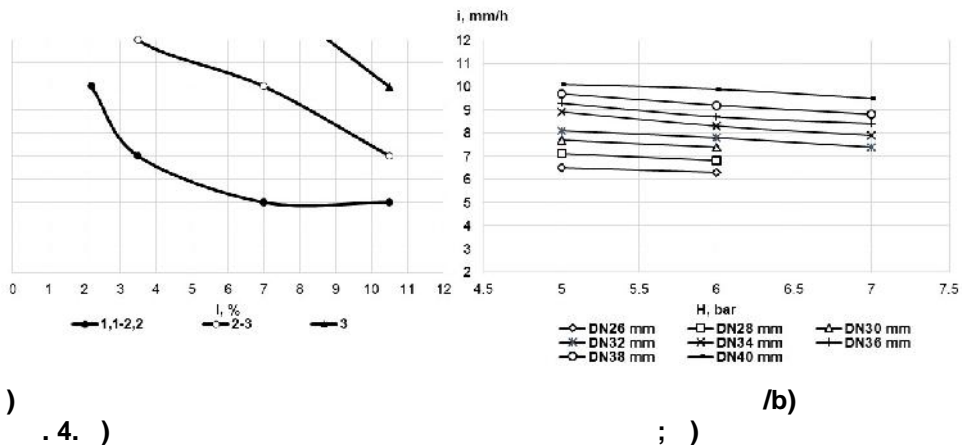 i, mm/h
12
11
10
9
8
7
6
5
4
3
2
0 1 2 3 4 5 6 7 8 9 10 11 12
I, %
1,1-2,2 2-3 3
4.5 5 5.5 6 6.5 7 7.5
H, bar
DN26 mm DN28 mm DN30 mm
DN32 mm DN34 mm DN36 mm
DN38 mm DN40 mm
) /b)
. 4. ) ; )